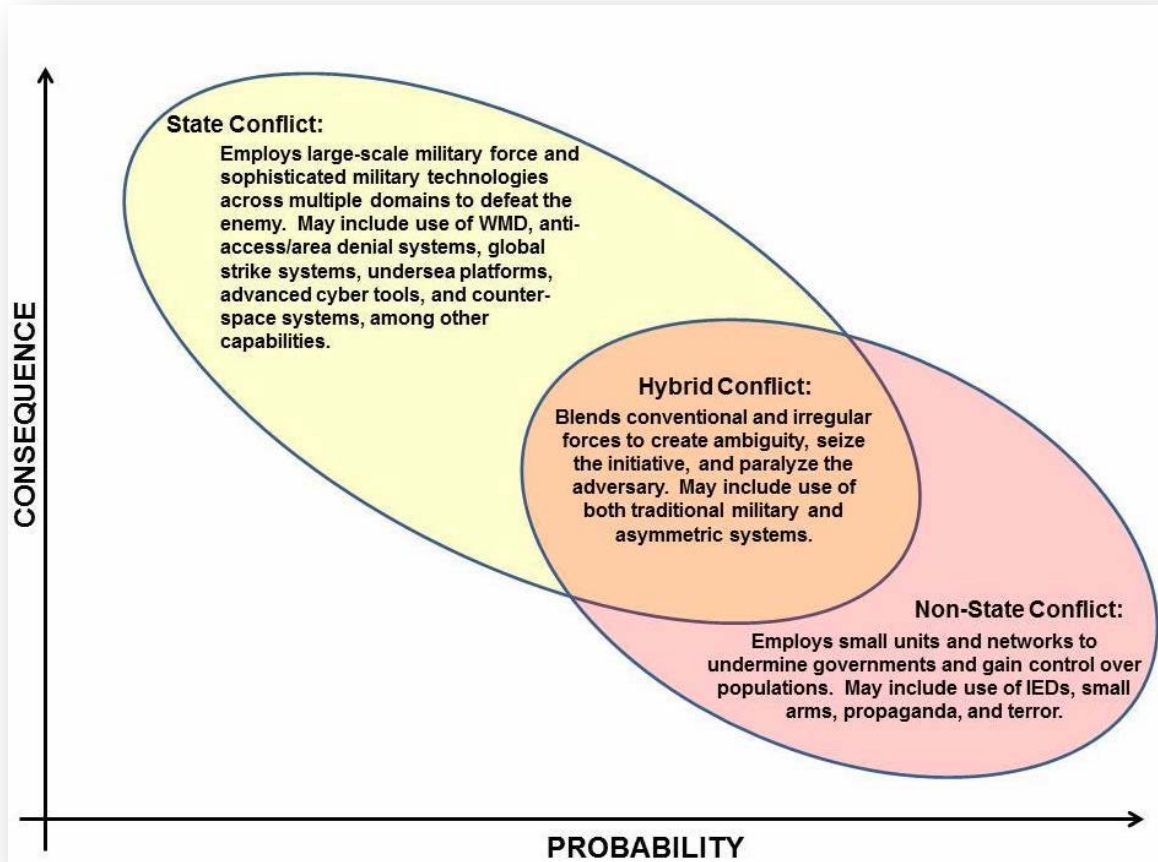 State Conflict:
Employs large-scale military force and
sophisticated military technologies
across multiple domains to defeat the
enemy.  May include use of WMD, anti-
access/area denial systems, global
strike systems, undersea platforms,
advanced cyber tools, and counter-
space systems, among other
capabilities.
CONSEQUENCE
Hybrid Conflict:
Blends conventional and irregular
forces to create ambiguity, seize
the initiative, and paralyze the
adversary.  May include use of
both traditional military and
asymmetric systems.
Non-State Conflict:
Employs small units and networks to
undermine governments and gain control over
populations.  May include use of IEDs, small
arms, propaganda, and terror.
PROBABILITY